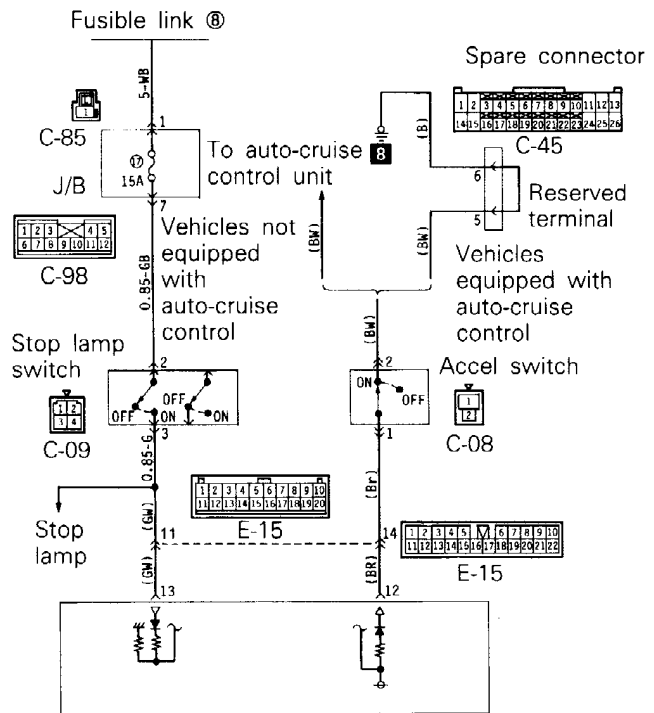 Fusible link ⑧
5-WB
Spare connector
1
C-85
1
⑰
15A
J/B
7
To auto-cruise
control unit
8
(B)
1 2 3 4 5 6 7 8 9 10 11 12 13
14 15 16 17 18 19 20 21 22 23 24 25 26
C-45
6
5
Reserved
terminal
1 2 3 4 5
6 7 8 9 10 11 12
C-98
0.85-GB
Vehicles not
equipped
with
auto-cruise
control
(BW)
(BW)
Vehicles
equipped with
auto-cruise
control
(BW)
Stop lamp
switch
2
OFF
ON
OFF
ON
3
1 2
3 4
C-09
2
ON
OFF
1
Accel switch
1
2
C-08
0.85-G
Stop
lamp
(GW)
11
1 2 3 4 5 6 7 8 9 10
11 12 13 14 15 16 17 18 19 20
E-15
(Br)
14
1 2 3 4 5 6 7 8 9 10
11 12 13 14 15 16 17 18 19 20 21 22
E-15
(GW)
13
(BR)
12